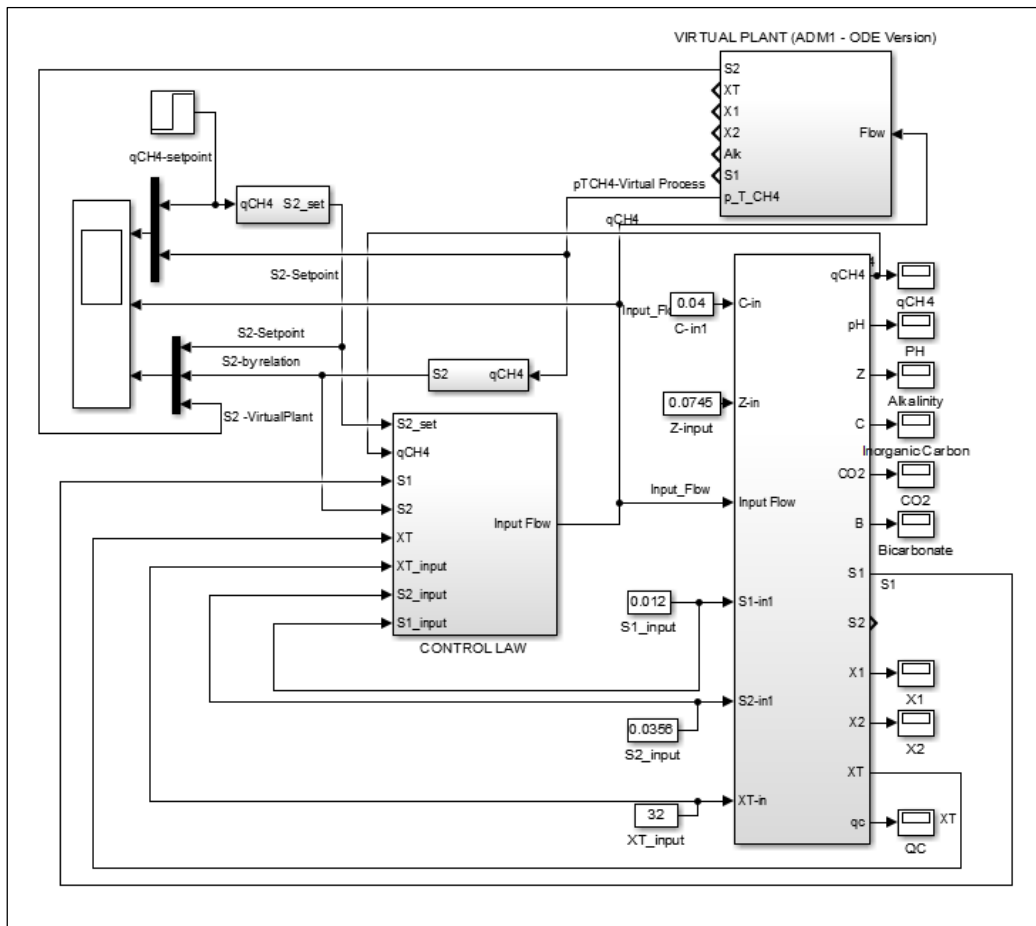 VIRTUAL PLANT (ADM1 - ODE Version)
S2
XT
X1
X2
Alk
S1
p_T_CH4
Flow
qCH4-setpoint
qCH4 S2_set
pTCH4-Virtual Process
qCH4
S2-Setpoint
S2-Setpoint
S2-by relation
S2 -VirtualPlant
S2 qCH4
Input_Flo
0.04
C-in1
0.0745
Z-input
Input_Flow
S2_set
qCH4
S1
S2
XT
XT_input
S2_input
S1_input
Input Flow
CONTROL LAW
0.012
S1_input
0.0356
S2_input
32
XT_input
C-in
Z-in
Input Flow
S1-in1
S2-in1
XT-in
qCH4
pH
Z
C
CO2
B
S1
S2
X1
X2
XT
qc
qCH4
PH
Alkalinity
Inorganic Carbon
CO2
Bicarbonate
S1
X1
X2
XT
QC